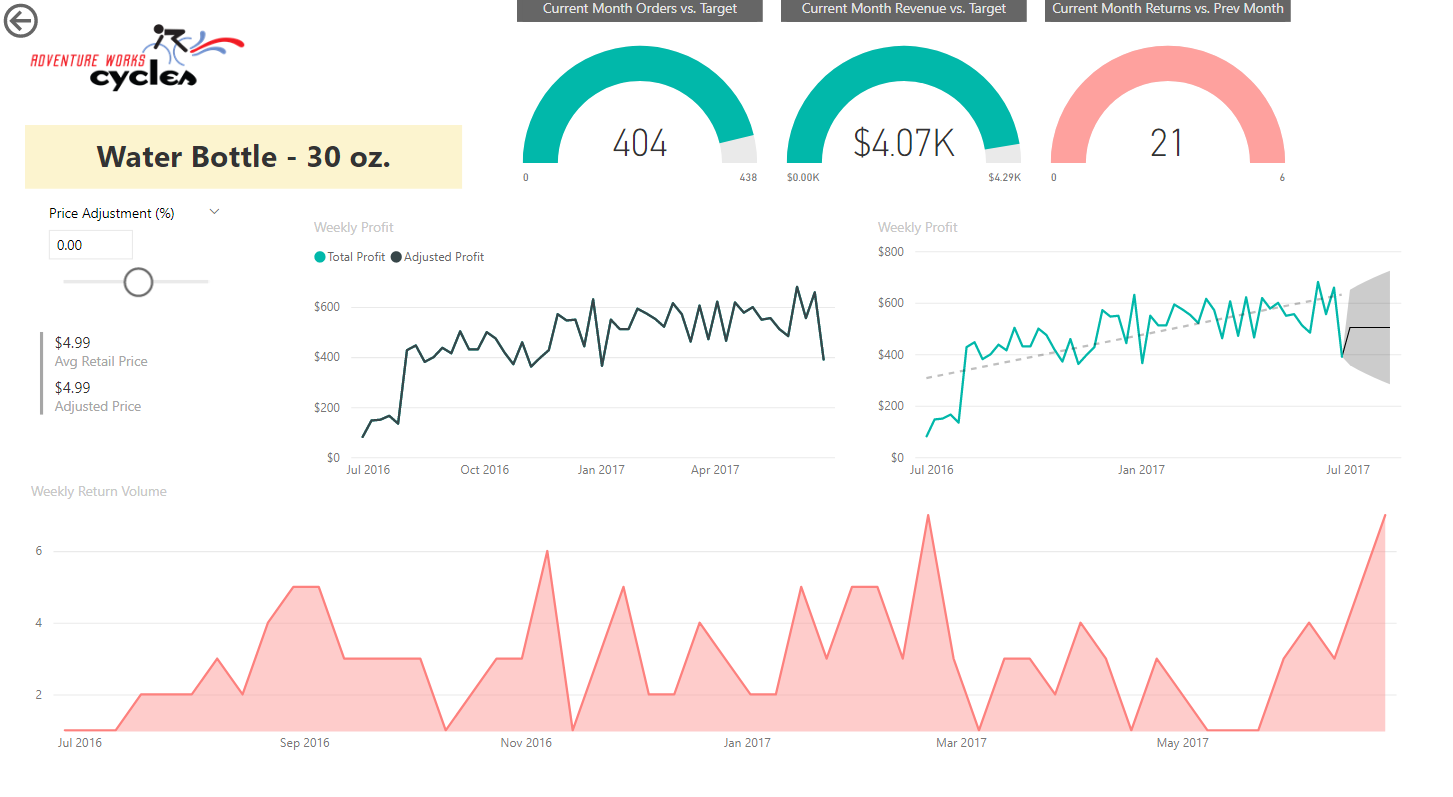 Current Month Orders vs. Target
Current Month Revenue vs. Target
Current Month Returns vs. Prev Month
ADVENTURE WORKS
cycles
404
0
438
$4.07K
$0.00K
$4.29K
21
0
6
Water Bottle - 30 oz.
Price Adjustment (%)
0.00
$4.99
Avg Retail Price
$4.99
Adjusted Price
Weekly Profit
Total Profit
Adjusted Profit
$600
$400
$200
$0
Jul 2016
Oct 2016
Jan 2017
Apr 2017
Weekly Profit
$800
$600
$400
$200
$0
Jul 2016
Jan 2017
Jul 2017
Weekly Return Volume
6
4
2
Jul 2016
Sep 2016
Nov 2016
Jan 2017
Mar 2017
May 2017